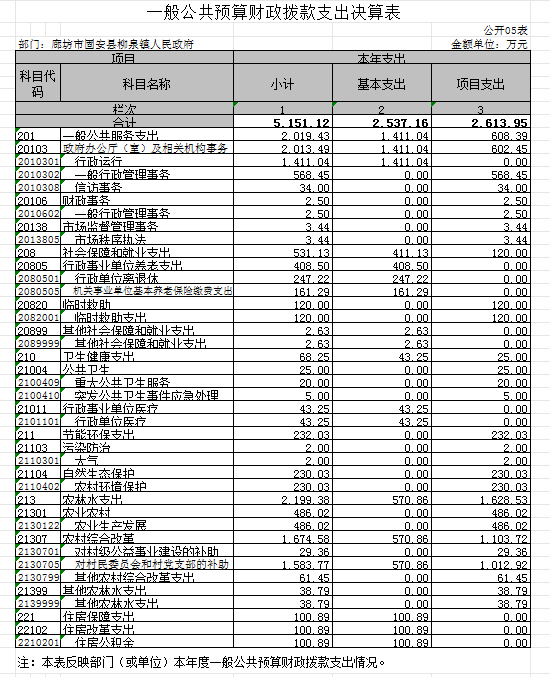 一般公共预算财政拨款支出决算表
公开05表
部门：廊坊市固安县柳泉镇人民政府 金额单位：万元
项目 本年支出
科目代码 科目名称 小计 基本支出 项目支出
栏次 1 2 3
合计 5,151.12 2,537.16 2,613.95
201 一般公共服务支出 2,019.43 1,411.04 608.39
20103 政府办公厅（室）及相关机构事务 2,013.49 1,411.04 602.45
2010301 行政运行 1,411.04 1,411.04 0.00
2010302 一般行政管理事务 568.45 0.00 568.45
2010308 信访事务 34.00 0.00 34.00
20106 财政事务 2.50 0.00 2.50
2010602 一般行政管理事务 2.50 0.00 2.50
20138 市场监督管理事务 3.44 0.00 3.44
2013805 市场秩序执法 3.44 0.00 3.44
208 社会保障和就业支出 531.13 411.13 120.00
20805 行政事业单位养老支出 408.50 408.50 0.00
2080501 行政单位离退休 247.22 247.22 0.00
2080505 机关事业单位基本养老保险缴费支出 161.29 161.29 0.00
20820 临时救助 120.00 0.00 120.00
2082001 临时救助支出 120.00 0.00 120.00
20899 其他社会保障和就业支出 2.63 2.63 0.00
2089999 其他社会保障和就业支出 2.63 2.63 0.00
210 卫生健康支出 68.25 43.25 25.00
21004 公共卫生 25.00 0.00 25.00
2100409 重大公共卫生服务 20.00 0.00 20.00
2100410 突发公共卫生事件应急处理 5.00 0.00 5.00
21011 行政事业单位医疗 43.25 43.25 0.00
2101101 行政单位医疗 43.25 43.25 0.00
211 节能环保支出 232.03 0.00 232.03
21103 污染防治 2.00 0.00 2.00
2110301 大气 2.00 0.00 2.00
21104 自然生态保护 230.03 0.00 230.03
2110402 农村环境保护 230.03 0.00 230.03
213 农林水支出 2,199.38 570.86 1,628.53
21301 农业农村 486.02 0.00 486.02
2130122 农业生产发展 486.02 0.00 486.02
21307 农村综合改革 1,674.58 570.86 1,103.72
2130701 对村级公益事业建设的补助 29.36 0.00 29.36
2130705 对村民委员会和村党支部的补助 1,583.77 570.86 1,012.92
2130799 其他农村综合改革支出 61.45 0.00 61.45
21399 其他农林水支出 38.79 0.00 38.79
2139999 其他农林水支出 38.79 0.00 38.79
221 住房保障支出 100.89 100.89 0.00
22102 住房改革支出 100.89 100.89 0.00
2210201 住房公积金 100.89 100.89 0.00
注：本表反映部门（或单位）本年度一般公共预算财政拨款支出情况。